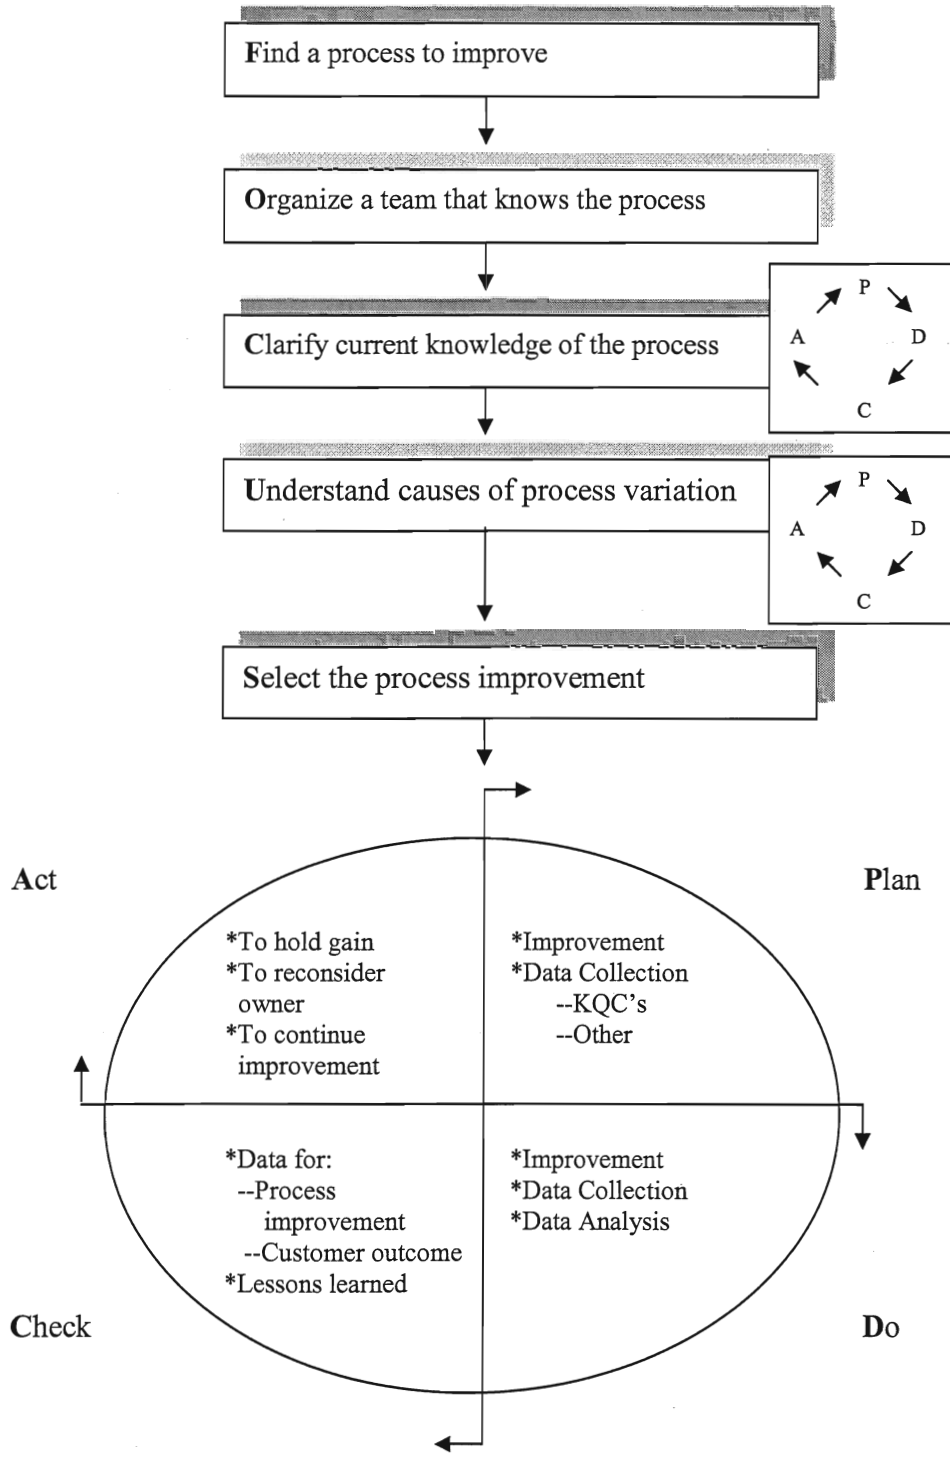 Find a process to improve
Organize a team that knows the process
Clarify current knowledge of the process
P
A
D
C
Understand causes of process variation
P
A
D
C
Select the process improvement
Act
Plan
*To hold gain
*To reconsider
owner
*To continue
improvement
*Improvement
*Data Collection
--KQC's
--Other
*Data for:
--Process
improvement
--Customer outcome
*Lessons learned
*Improvement
*Data Collection
*Data Analysis
Check
Do